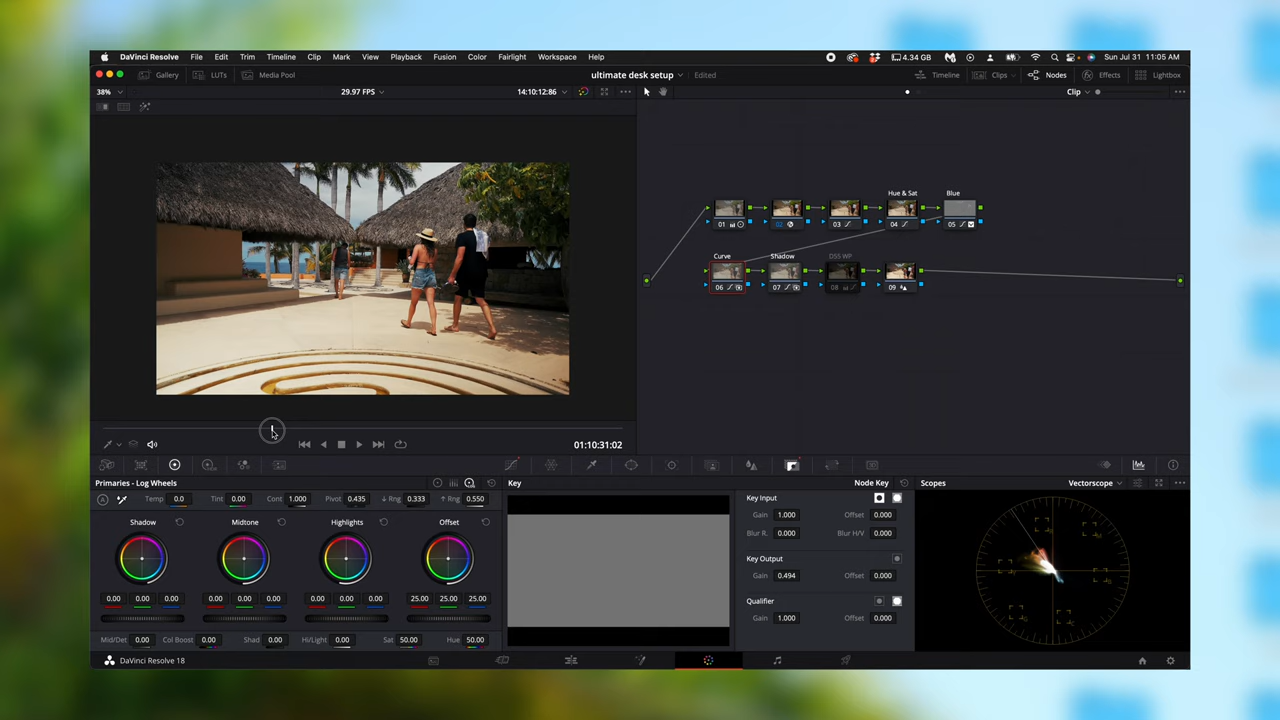 DaVinci Resolve File Edit Trim Timeline Clip Mark View Playback Fusion Color Fairlight Workspace Help 4.34 GB Sun Jul 31 11:05 AM
Gallery LUTs Media Pool ultimate desk setup Edited Timeline Clips Nodes Effects Lightbox
38% 29.97 FPS 14:10:12:86 Clip
Hue & Sat Blue
01 02 03 04 05
Curve Shadow DSS WP
06 07 08 09
01:10:31:02
Primaries - Log Wheels Key Node Key Scopes Vectorscope
Temp 0.0 Tint 0.00 Cont 1.000 Pivot 0.435 ↓ Rng 0.333 ↑ Rng 0.550
Shadow Midtone Highlights Offset
0.00 0.00 0.00 0.00 0.00 0.00 0.00 0.00 0.00 25.00 25.00 25.00
Mid/Det 0.00 Col Boost 0.00 Shad 0.00 Hi/Light 0.00 Sat 50.00 Hue 50.00
Key Input
Gain 1.000 Offset 0.000
Blur R. 0.000 Blur H/V 0.000
Key Output
Gain 0.494 Offset 0.000
Qualifier
Gain 1.000 Offset 0.000
DaVinci Resolve 18